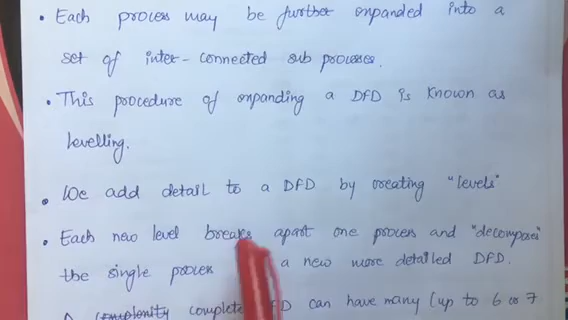 • Each process may be further expanded into a
set of inter-connected sub processes.
• This procedure of expanding a DFD is known as
levelling.
• We add detail to a DFD by creating "levels"
• Each new level breaks apart one process and "decomposes"
the single process a new more detailed DFD.
complete can have many (up to 6 or 7